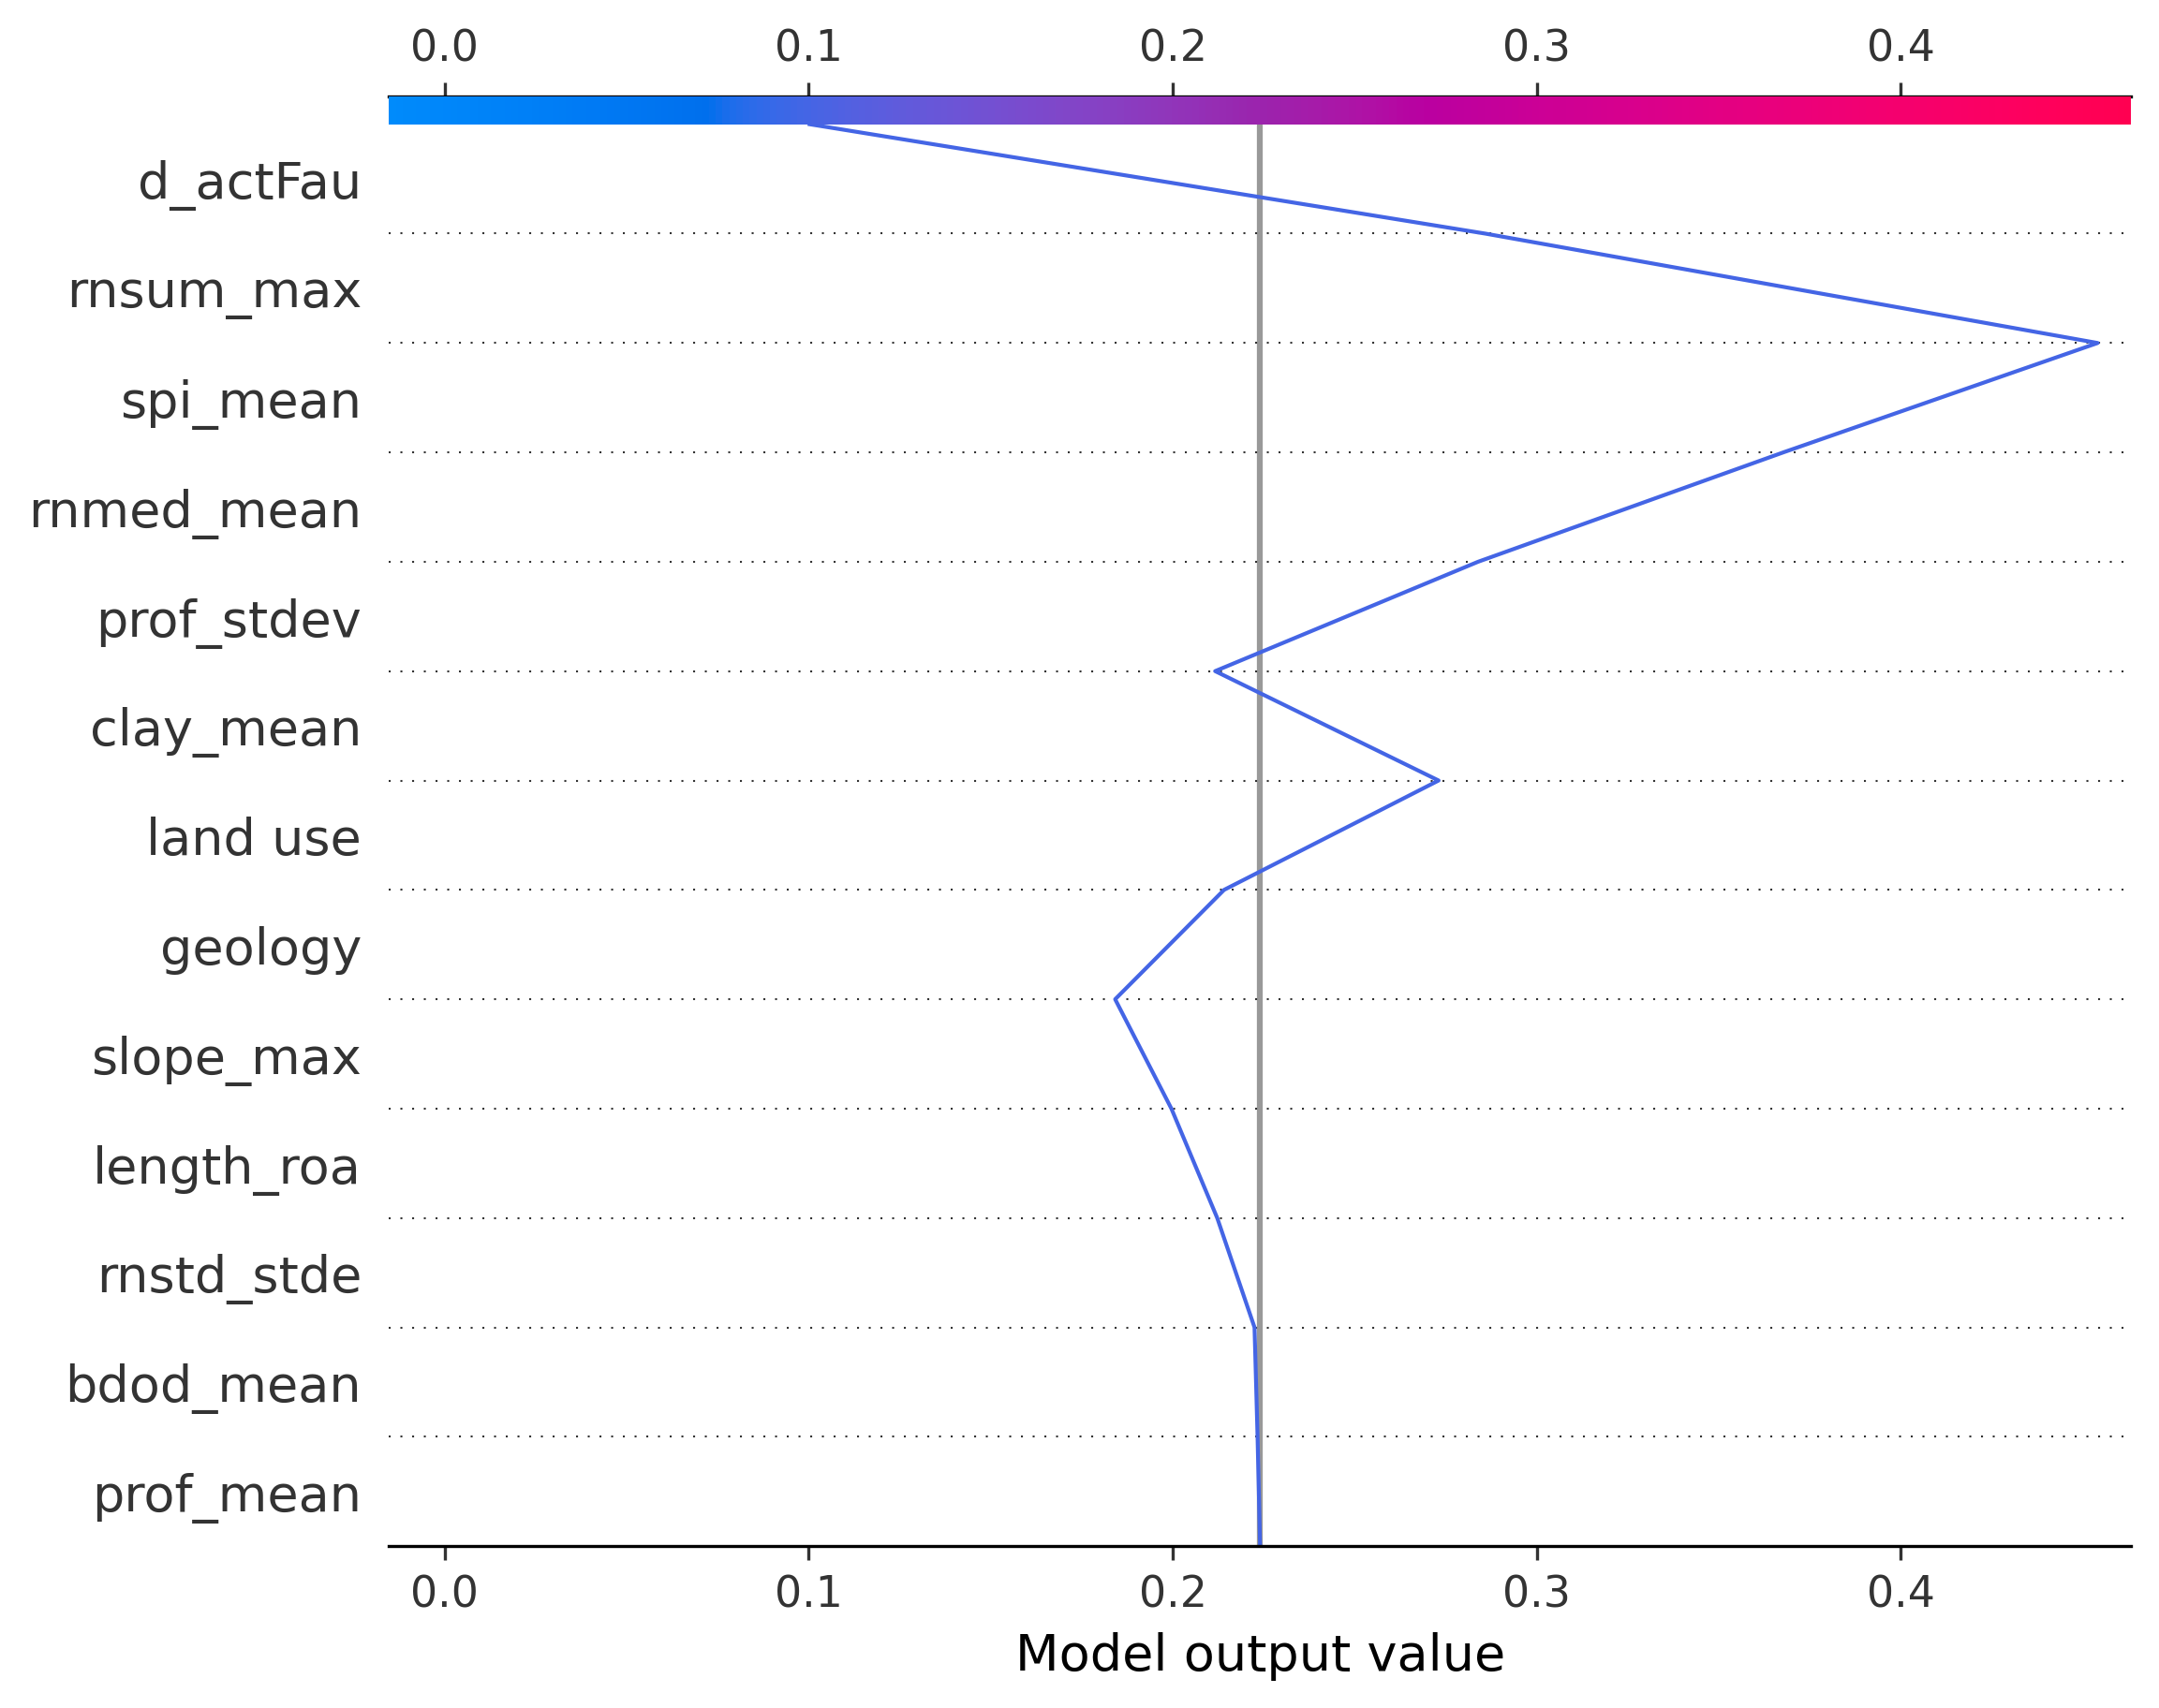 0.0 0.1 0.2 0.3 0.4
d_actFau
rnsum_max
spi_mean
rnmed_mean
prof_stdev
clay_mean
land use
geology
slope_max
length_roa
rnstd_stde
bdod_mean
prof_mean
0.0 0.1 0.2 0.3 0.4
Model output value